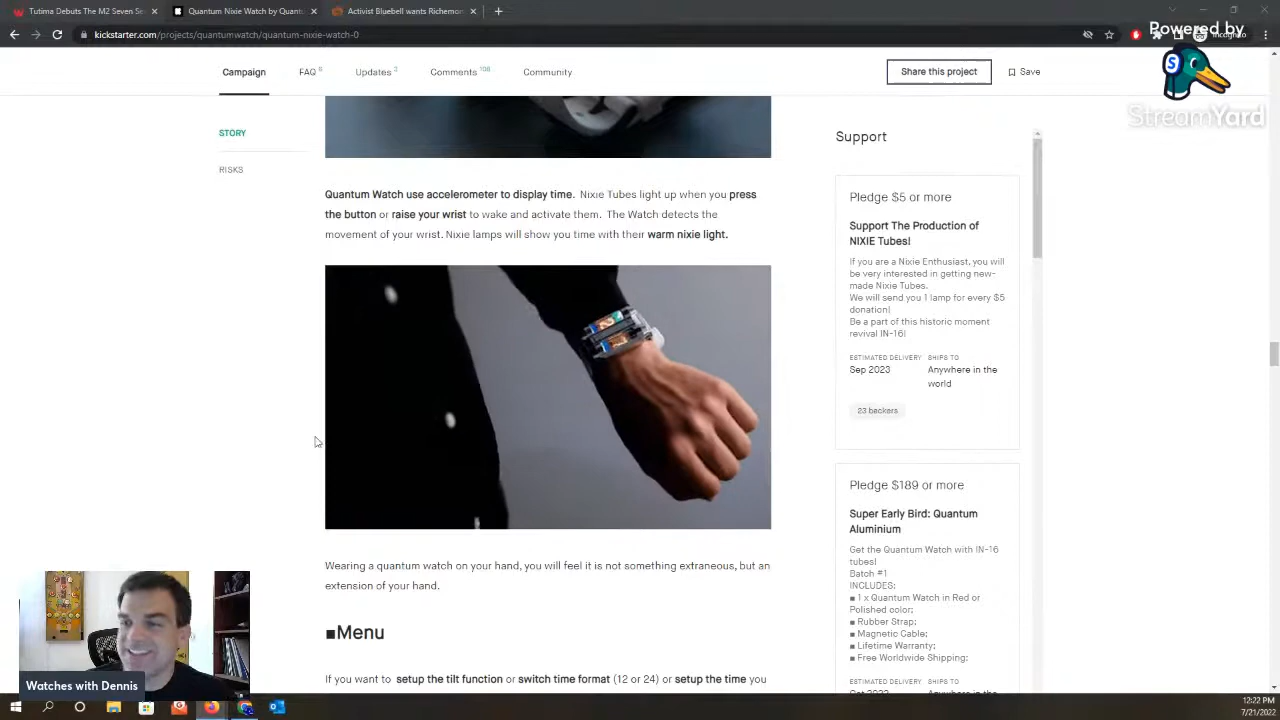 Tutima Debuts The M2 Seven Se
Quantum Nixie Watch by Quantu
Activist Bluebell wants Richemon
kickstarter.com/projects/quantumwatch/quantum-nixie-watch-0
Powered by
StreamYard
Campaign
FAQ 6
Updates 3
Comments 106
Community
Share this project
Save
STORY
RISKS
Quantum Watch use accelerometer to display time. Nixie Tubes light up when you press
the button or raise your wrist to wake and activate them. The Watch detects the
movement of your wrist. Nixie lamps will show you time with their warm nixie light.
Wearing a quantum watch on your hand, you will feel it is not something extraneous, but an
extension of your hand.
■Menu
If you want to setup the tilt function or switch time format (12 or 24) or setup the time you
Support
Pledge $5 or more
Support The Production of
NIXIE Tubes!
If you are a Nixie Enthusiast, you will
be very interested in getting new-
made Nixie Tubes.
We will send you 1 lamp for every $5
donation!
Be a part of this historic moment
revival IN-16!
ESTIMATED DELIVERY
SHIPS TO
Sep 2023
Anywhere in the
world
23 backers
Pledge $189 or more
Super Early Bird: Quantum
Aluminium
Get the Quantum Watch with IN-16
tubes!
Batch #1
INCLUDES:
■ 1 x Quantum Watch in Red or
Polished color;
■ Rubber Strap;
■ Magnetic Cable;
■ Lifetime Warranty;
■ Free Worldwide Shipping;
ESTIMATED DELIVERY
SHIPS TO
Watches with Dennis
12:22 PM
7/21/2022